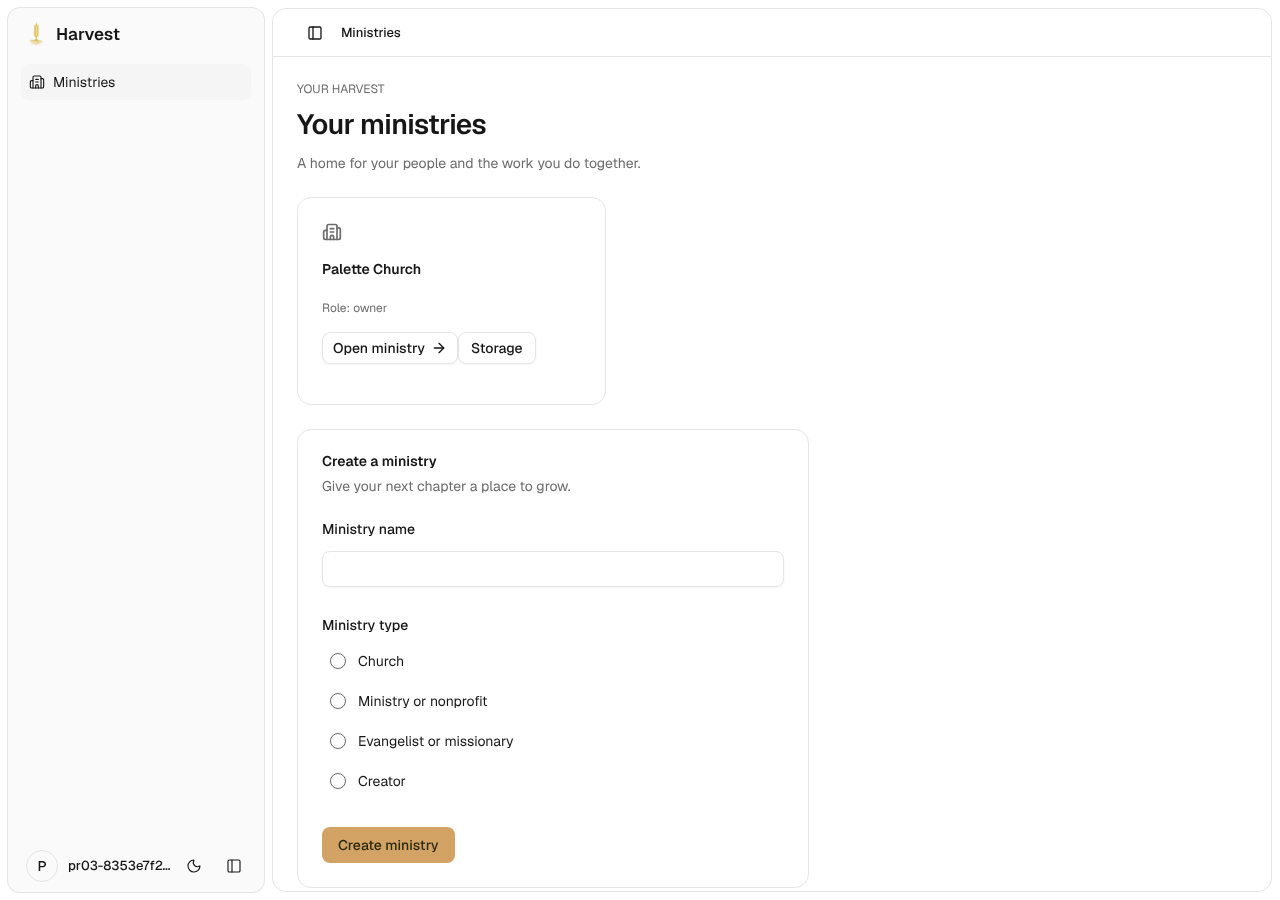 Harvest
Ministries
Ministries
YOUR HARVEST
Your ministries
A home for your people and the work you do together.
Palette Church
Role: owner
Open ministry
Storage
Create a ministry
Give your next chapter a place to grow.
Ministry name
Ministry type
Church
Ministry or nonprofit
Evangelist or missionary
Creator
Create ministry
P
pr03-8353e7f2…